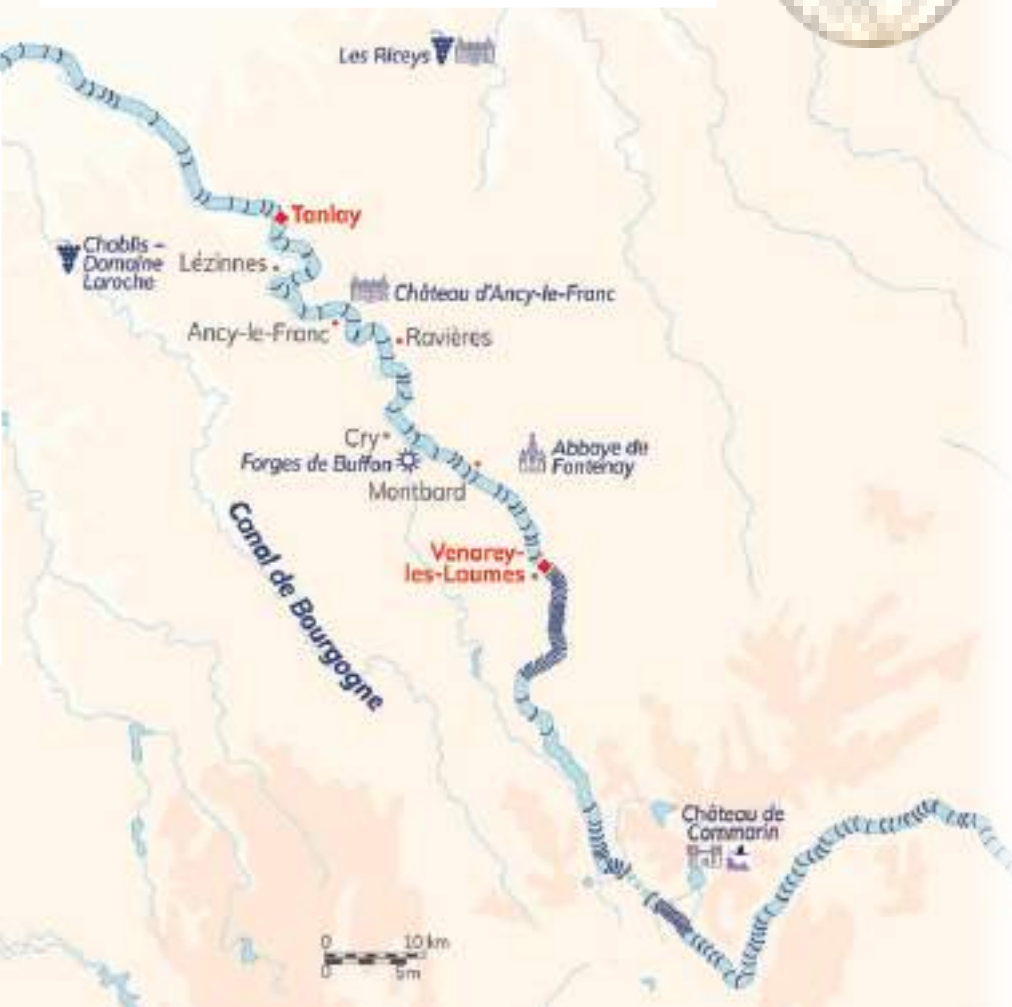 Les Riceys
Tanlay
Chablis –
Domaine
Laroche
Lézinnes
Château d'Ancy-le-Franc
Ancy-le-Franc
Ravières
Cry
Forges de Buffon
Abbaye de
Fontenay
Montbard
Canal de Bourgogne
Venarey-
les-Laumes
Château de
Commarin
0 10 km
0 5m